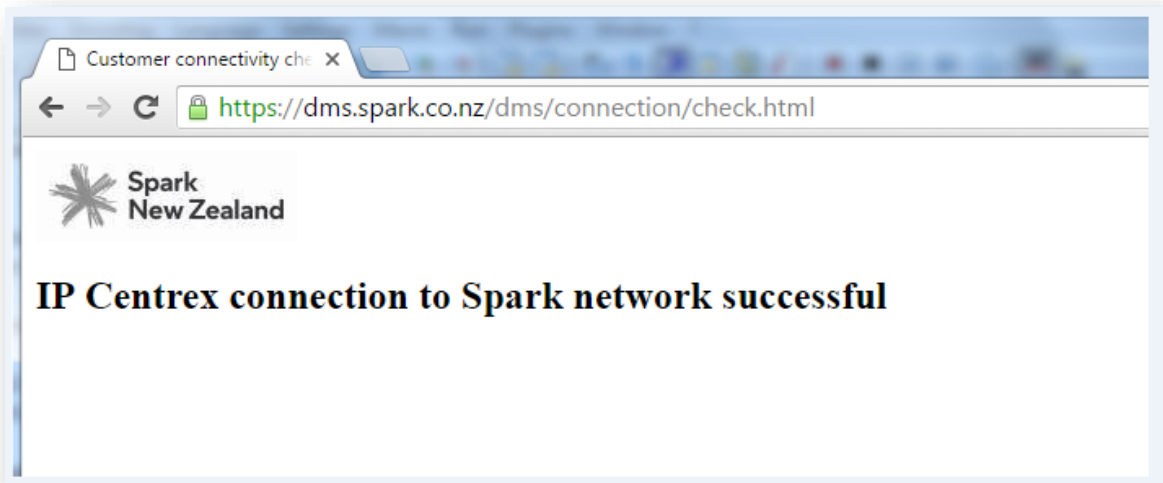 Customer connectivity che
https://dms.spark.co.nz/dms/connection/check.html
Spark
New Zealand
IP Centrex connection to Spark network successful